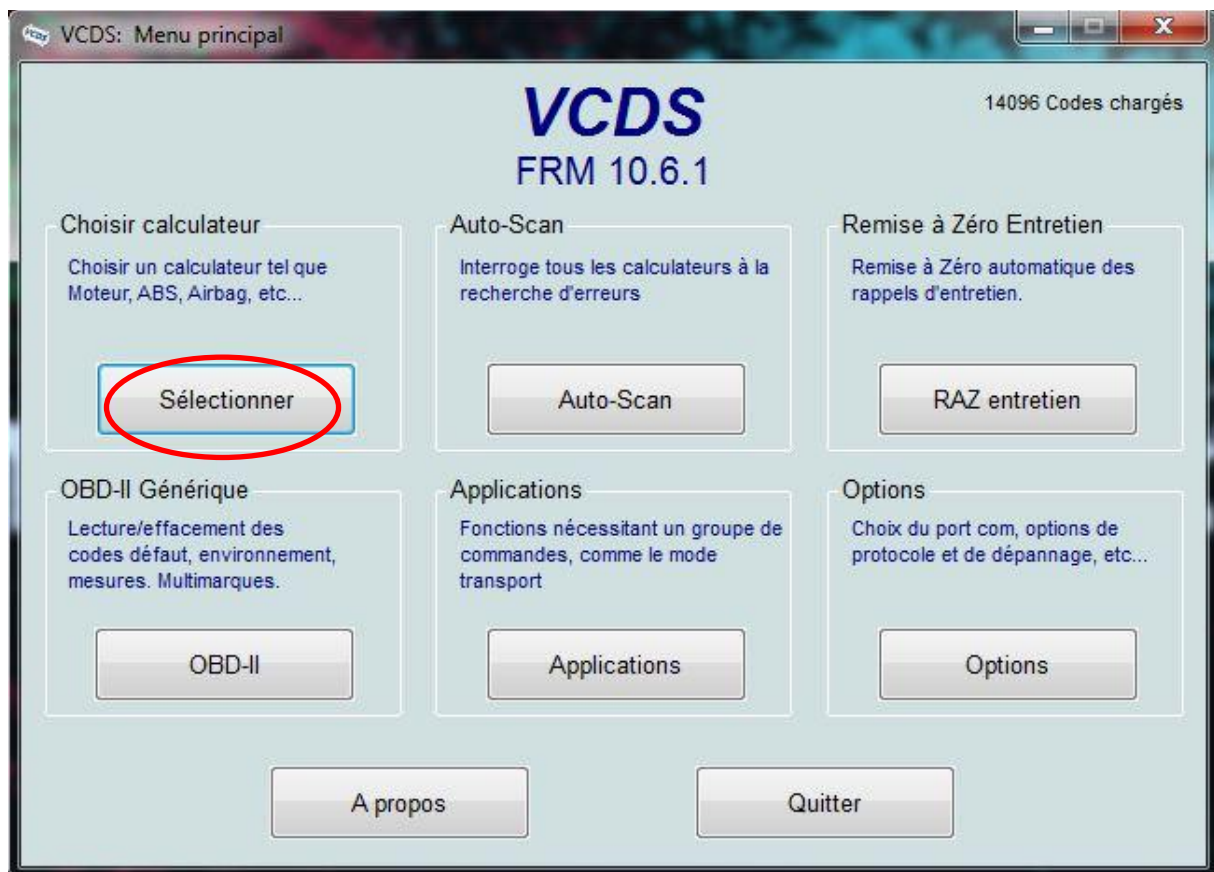 VCDS: Menu principal
VCDS
FRM 10.6.1
14096 Codes chargés
Choisir calculateur
Choisir un calculateur tel que
Moteur, ABS, Airbag, etc...
Sélectionner
Auto-Scan
Interroge tous les calculateurs à la
recherche d'erreurs
Auto-Scan
Remise à Zéro Entretien
Remise à Zéro automatique des
rappels d'entretien.
RAZ entretien
OBD-II Générique
Lecture/effacement des
codes défaut, environnement,
mesures. Multimarques.
OBD-II
Applications
Fonctions nécessitant un groupe de
commandes, comme le mode
transport
Applications
Options
Choix du port com, options de
protocole et de dépannage, etc...
Options
A propos
Quitter